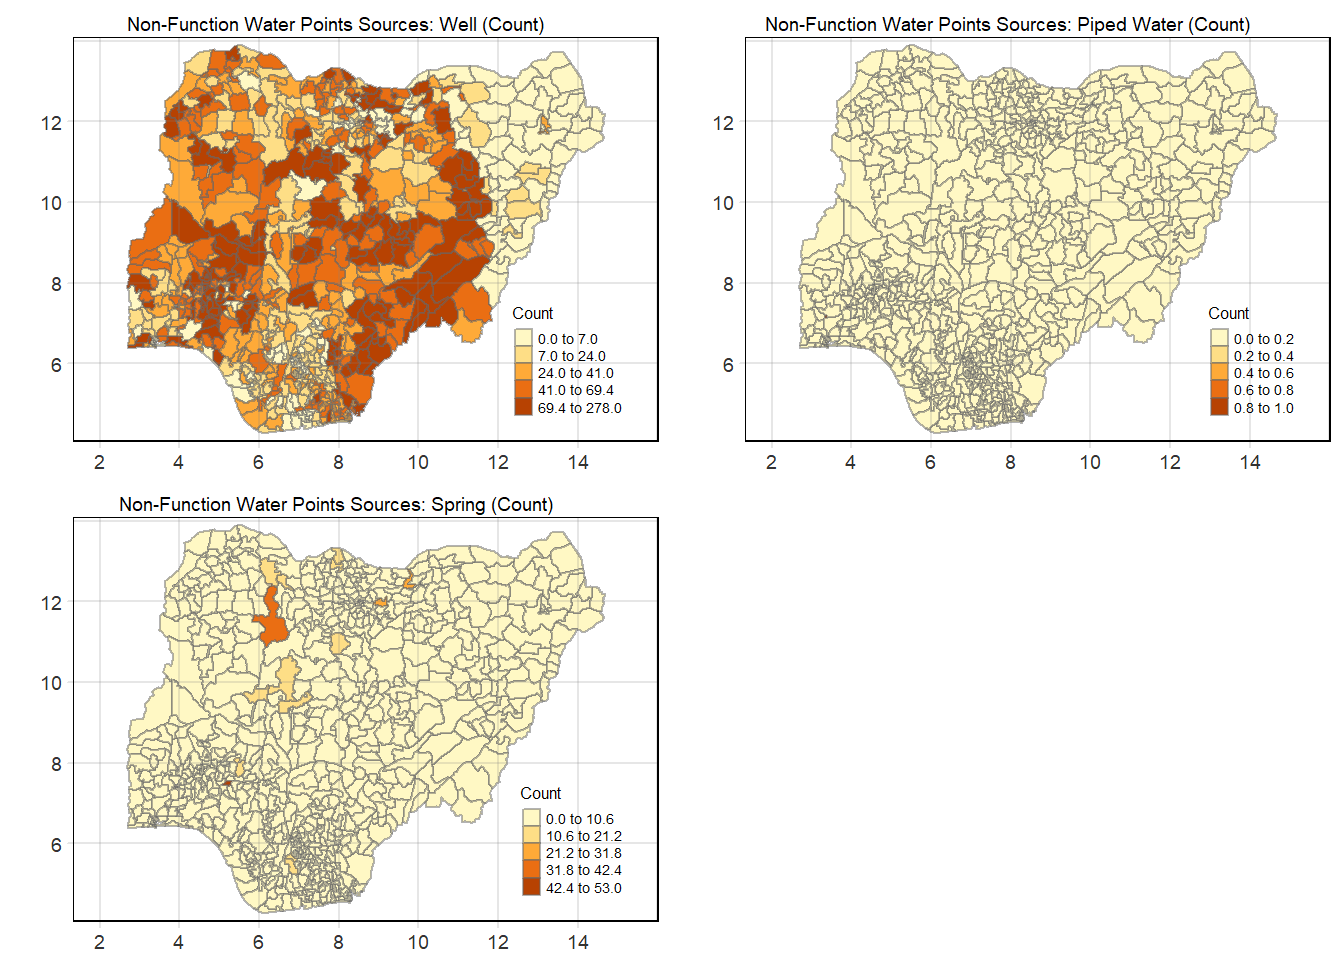 Non-Function Water Points Sources: Well (Count)
12
10
8
6
2 4 6 8 10 12 14
Count
0.0 to 7.0
7.0 to 24.0
24.0 to 41.0
41.0 to 69.4
69.4 to 278.0
Non-Function Water Points Sources: Piped Water (Count)
12
10
8
6
2 4 6 8 10 12 14
Count
0.0 to 0.2
0.2 to 0.4
0.4 to 0.6
0.6 to 0.8
0.8 to 1.0
Non-Function Water Points Sources: Spring (Count)
12
10
8
6
2 4 6 8 10 12 14
Count
0.0 to 10.6
10.6 to 21.2
21.2 to 31.8
31.8 to 42.4
42.4 to 53.0